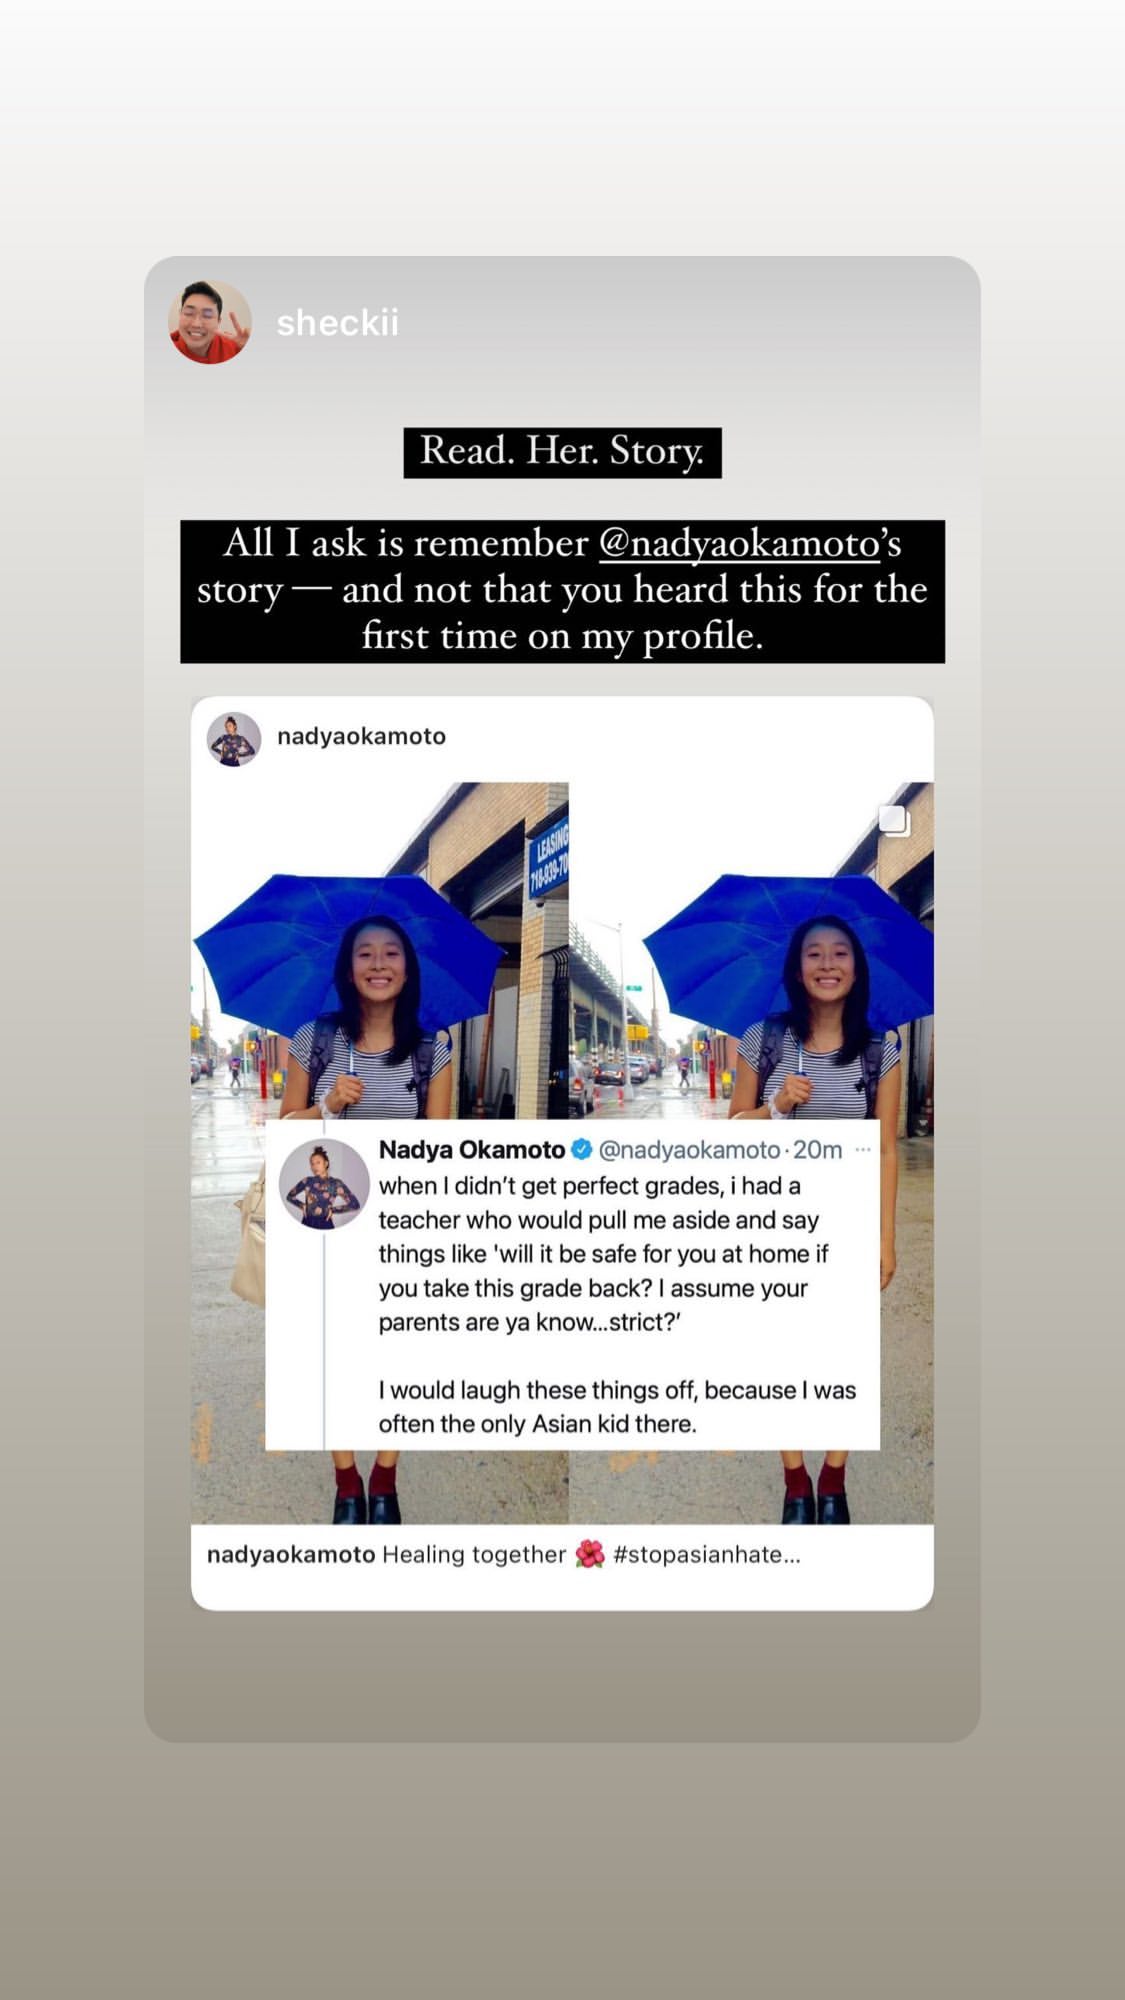 sheckii
Read. Her. Story.
All I ask is remember @nadyaokamoto's
story — and not that you heard this for the
first time on my profile.
nadyaokamoto
LEASING
718-939-70
Nadya Okamoto @nadyaokamoto · 20m ...
when I didn't get perfect grades, i had a
teacher who would pull me aside and say
things like 'will it be safe for you at home if
you take this grade back? I assume your
parents are ya know...strict?'
I would laugh these things off, because I was
often the only Asian kid there.
nadyaokamoto Healing together 🌺 #stopasianhate...